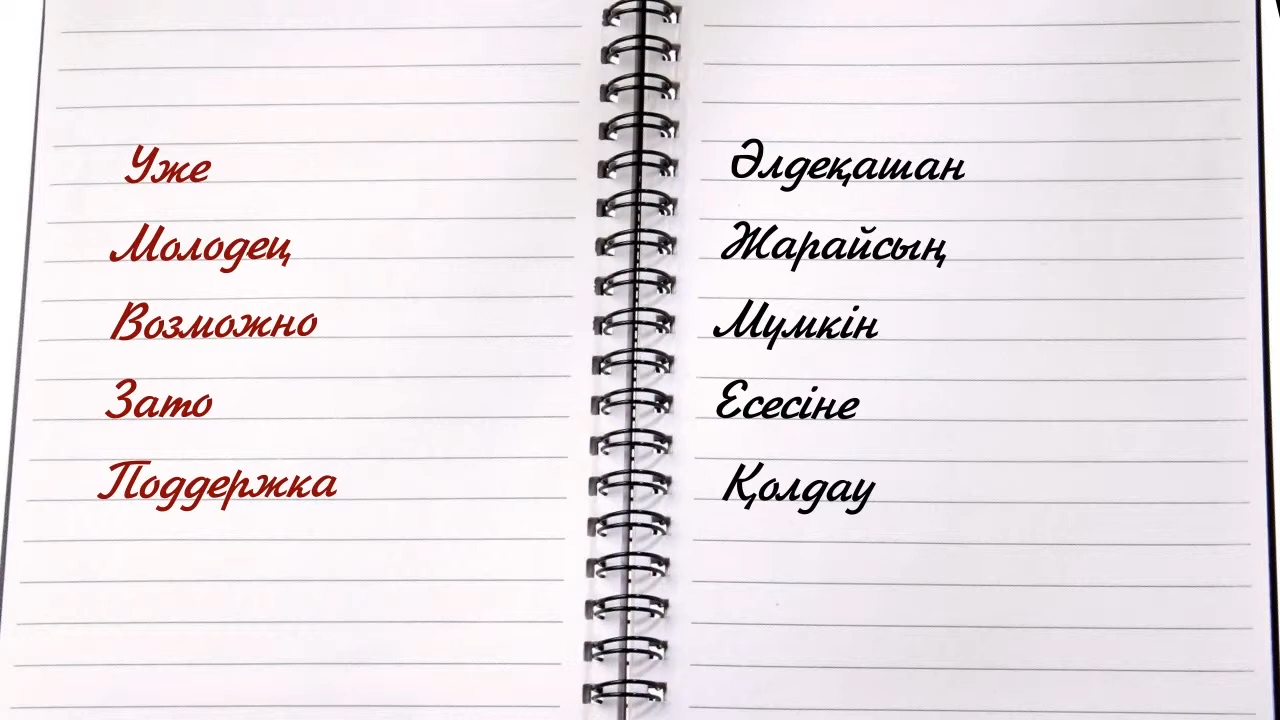 Уже Әлдеқашан
Молодец Жарайсың
Возможно Мүмкін
Зато Есесіне
Поддержка Қолдау